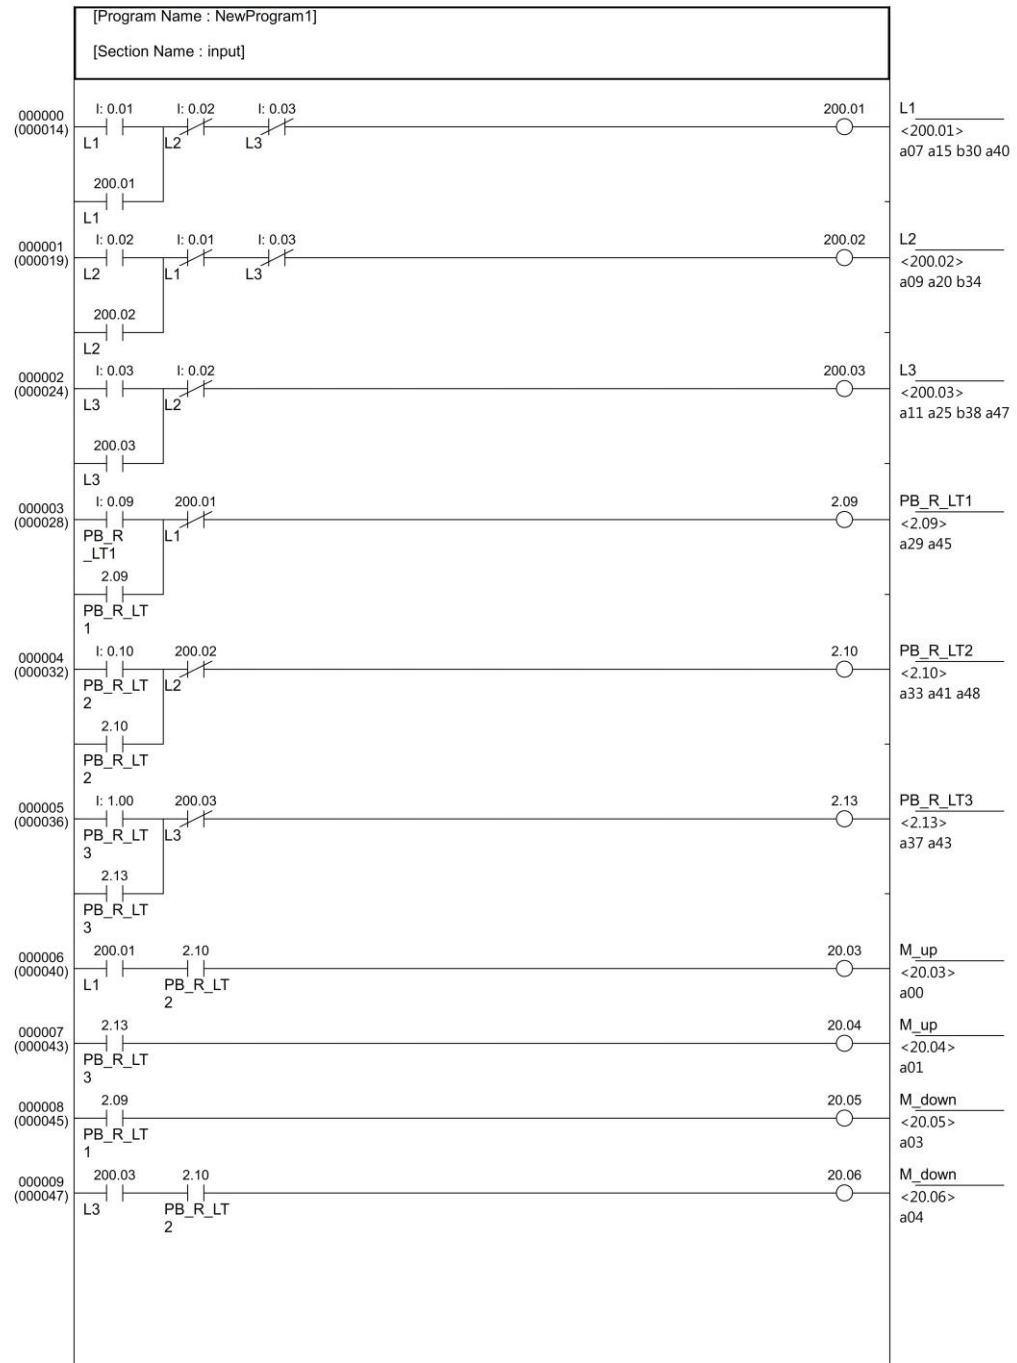 [Program Name : NewProgram1]
[Section Name : input]
000000 I: 0.01 I: 0.02 I: 0.03 200.01 L1
(000014) L1 L2 L3 <200.01>
a07 a15 b30 a40
200.01
L1
000001 I: 0.02 I: 0.01 I: 0.03 200.02 L2
(000019) L2 L1 L3 <200.02>
a09 a20 b34
200.02
L2
000002 I: 0.03 I: 0.02 200.03 L3
(000024) L3 L2 <200.03>
a11 a25 b38 a47
200.03
L3
000003 I: 0.09 200.01 2.09 PB_R_LT1
(000028) PB_R L1 <2.09>
_LT1 a29 a45
2.09
PB_R_LT
1
000004 I: 0.10 200.02 2.10 PB_R_LT2
(000032) PB_R_LT L2 <2.10>
2 a33 a41 a48
2.10
PB_R_LT
2
000005 I: 1.00 200.03 2.13 PB_R_LT3
(000036) PB_R_LT L3 <2.13>
3 a37 a43
2.13
PB_R_LT
3
000006 200.01 2.10 20.03 M_up
(000040) L1 PB_R_LT <20.03>
2 a00
000007 2.13 20.04 M_up
(000043) PB_R_LT <20.04>
3 a01
000008 2.09 20.05 M_down
(000045) PB_R_LT <20.05>
1 a03
000009 200.03 2.10 20.06 M_down
(000047) L3 PB_R_LT <20.06>
2 a04